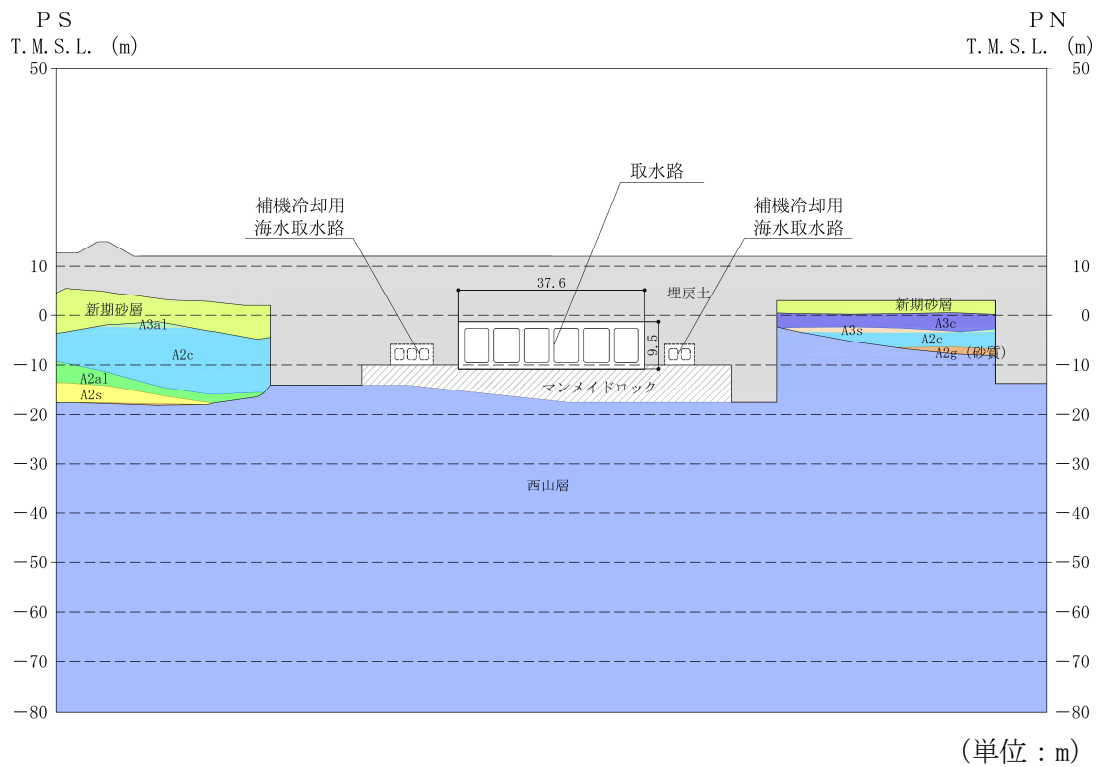 PS
T.M.S.L. (m)
PN
T.M.S.L. (m)
50
50
取水路
補機冷却用
海水取水路
補機冷却用
海水取水路
10
10
37.6
埋戻土
新期砂層
新期砂層
0
0
A3al
A3s
A3c
A2c
A2c
9.5
A2g (砂質)
-10
-10
A2al
A2s
マンメイドロック
-20
-20
-30
-30
西山層
-40
-40
-50
-50
-60
-60
-70
-70
-80
-80
(単位:m)